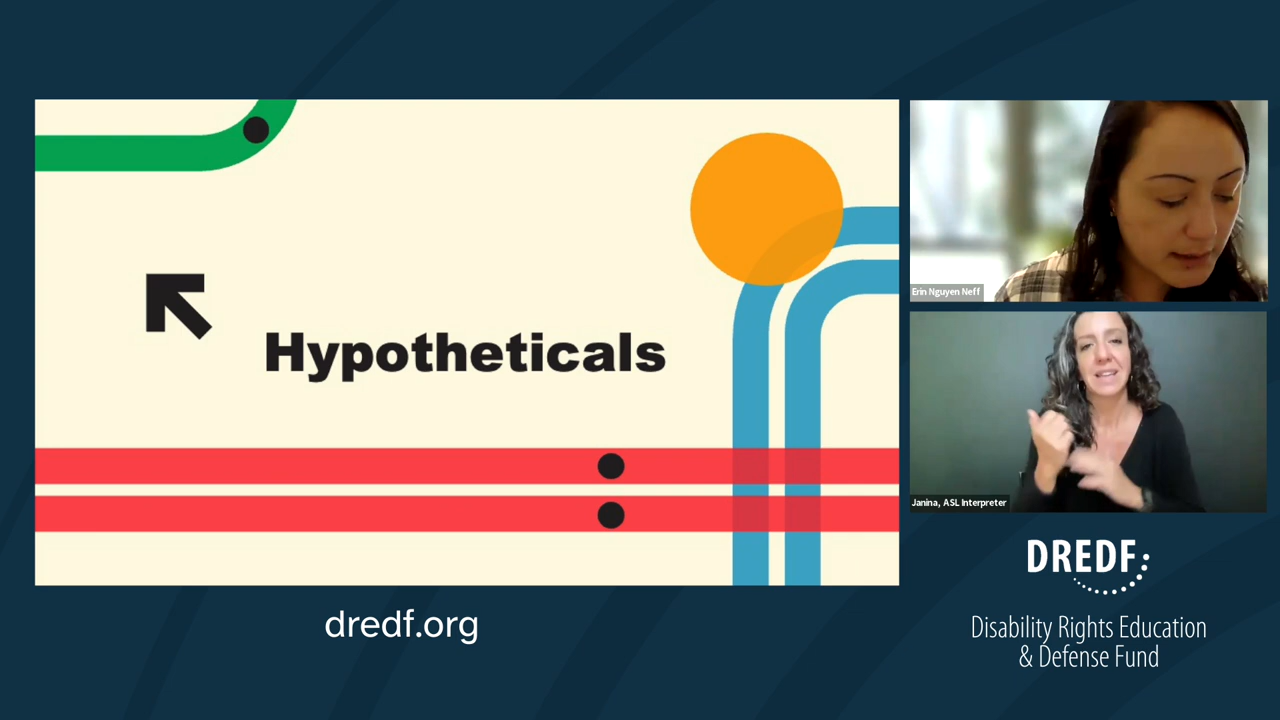 Hypotheticals
Erin Nguyen Neff
Janina, ASL Interpreter
dredf.org
DREDF
Disability Rights Education
& Defense Fund